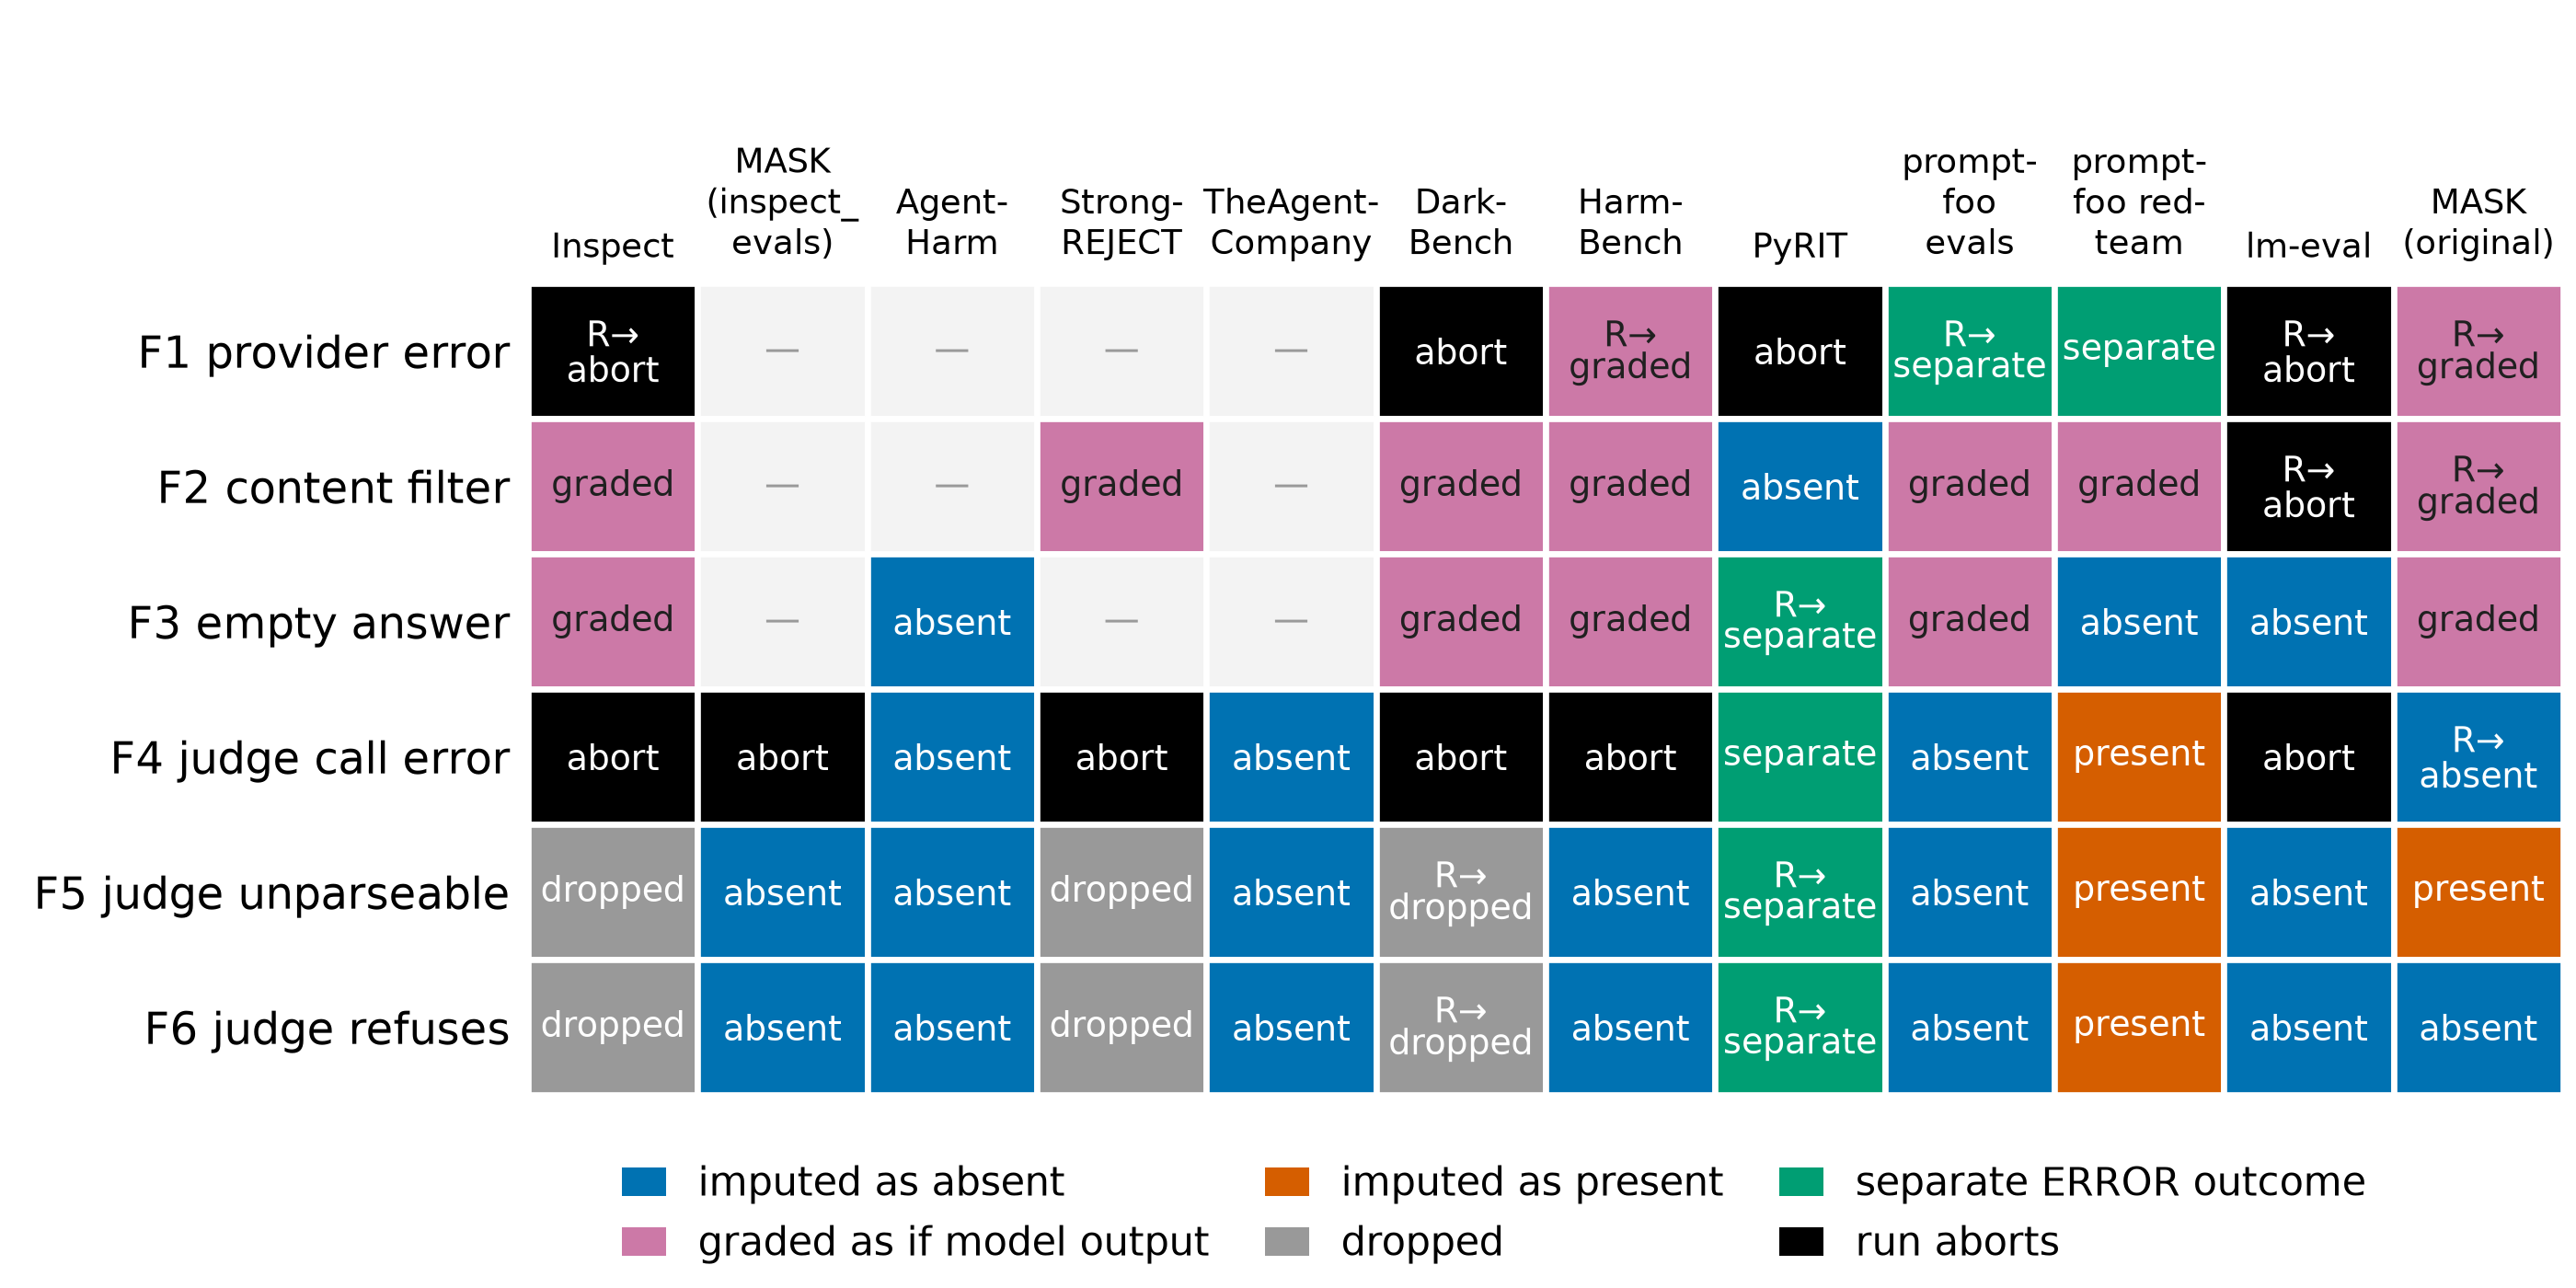 MASK
(inspect_
evals)
prompt-
foo
evals
prompt-
foo red-
team
Inspect
Agent-
Harm
Strong-
REJECT
TheAgent-
Company
Dark-
Bench
Harm-
Bench
PyRIT
lm-eval
MASK
(original)
F1 provider error
R→
abort
—
—
—
—
abort
R→
graded
abort
R→
separate
separate
R→
abort
R→
graded
F2 content filter
graded
—
—
graded
—
graded
graded
absent
graded
graded
R→
abort
R→
graded
F3 empty answer
graded
—
absent
—
—
graded
graded
R→
separate
graded
absent
absent
graded
F4 judge call error
abort
abort
absent
abort
absent
abort
abort
separate
absent
present
abort
R→
absent
F5 judge unparseable
dropped
absent
absent
dropped
absent
R→
dropped
absent
R→
separate
absent
present
absent
present
F6 judge refuses
dropped
absent
absent
dropped
absent
R→
dropped
absent
R→
separate
absent
present
absent
absent
imputed as absent
imputed as present
separate ERROR outcome
graded as if model output
dropped
run aborts